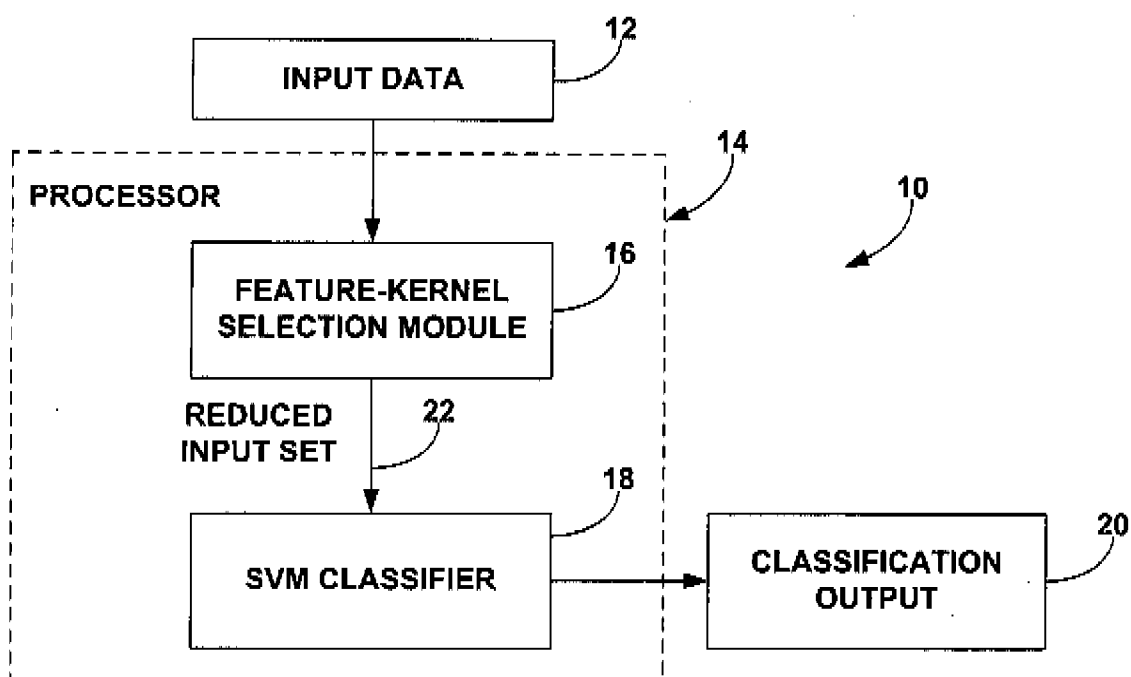 12
INPUT DATA
14
PROCESSOR
10
16
FEATURE-KERNEL
SELECTION MODULE
REDUCED
INPUT SET
22
18
SVM CLASSIFIER
20
CLASSIFICATION
OUTPUT